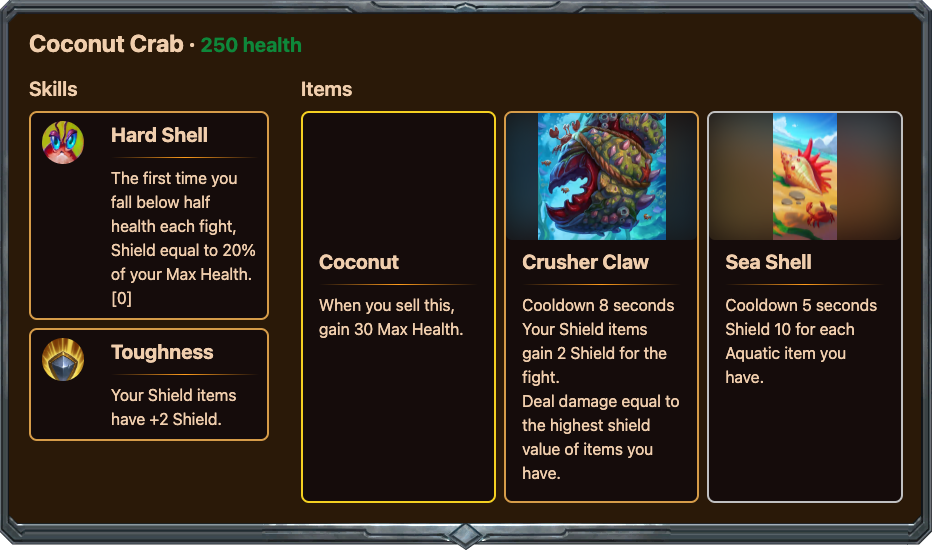 Coconut Crab · 250 health
Skills
Hard Shell
The first time you
fall below half
health each fight,
Shield equal to 20%
of your Max Health.
[0]
Toughness
Your Shield items
have +2 Shield.
Items
Coconut
When you sell this,
gain 30 Max Health.
Crusher Claw
Cooldown 8 seconds
Your Shield items
gain 2 Shield for the
fight.
Deal damage equal to
the highest shield
value of items you
have.
Sea Shell
Cooldown 5 seconds
Shield 10 for each
Aquatic item you
have.